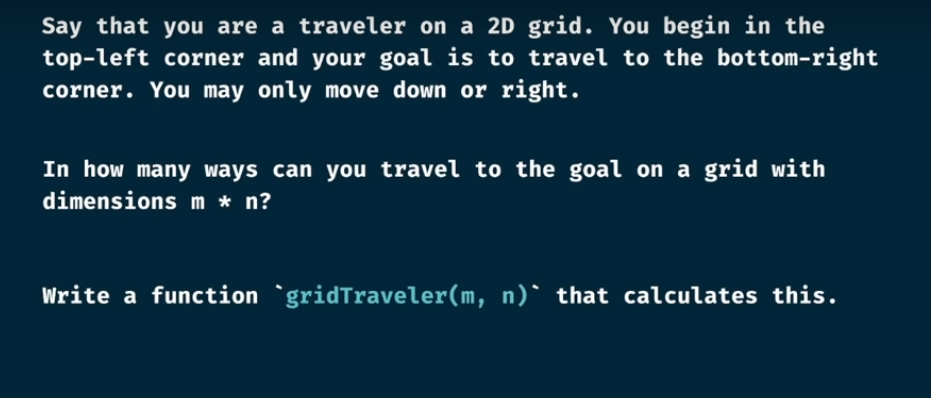 Say that you are a traveler on a 2D grid. You begin in the
top-left corner and your goal is to travel to the bottom-right
corner. You may only move down or right.
In how many ways can you travel to the goal on a grid with
dimensions m * n?
Write a function `gridTraveler(m, n)` that calculates this.